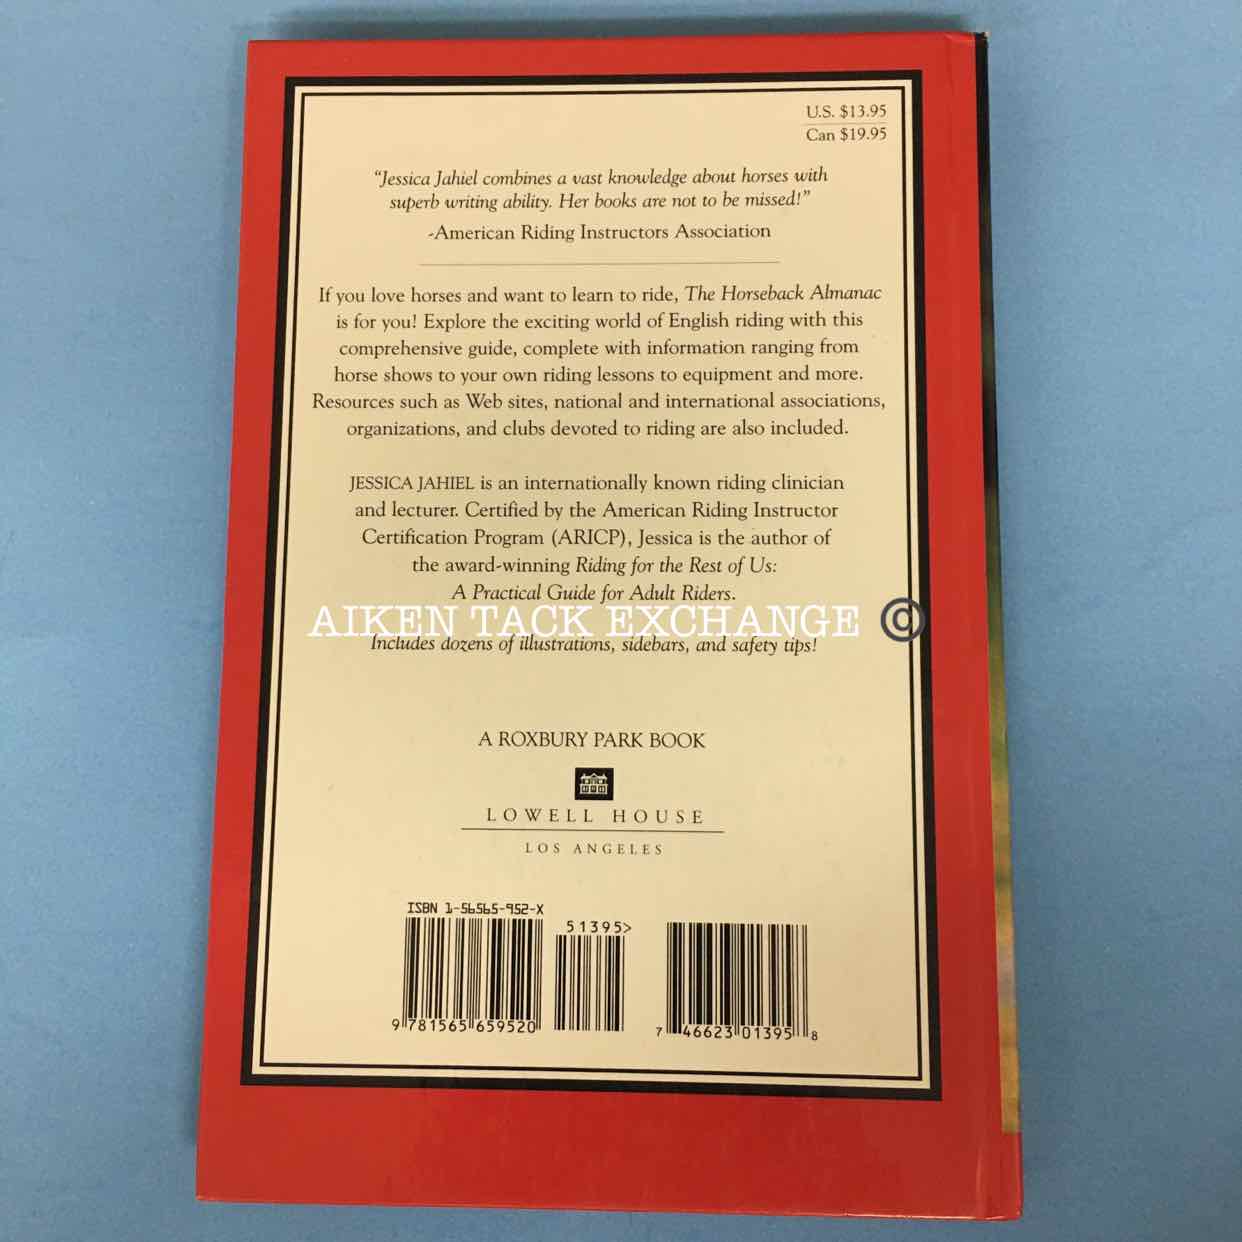 U.S. $13.95
Can $19.95
“Jessica Jahiel combines a vast knowledge about horses with
superb writing ability. Her books are not to be missed!”
-American Riding Instructors Association
If you love horses and want to learn to ride, The Horseback Almanac
is for you! Explore the exciting world of English riding with this
comprehensive guide, complete with information ranging from
horse shows to your own riding lessons to equipment and more.
Resources such as Web sites, national and international associations,
organizations, and clubs devoted to riding are also included.
JESSICA JAHIEL is an internationally known riding clinician
and lecturer. Certified by the American Riding Instructor
Certification Program (ARICP), Jessica is the author of
the award-winning Riding for the Rest of Us:
A Practical Guide for Adult Riders.
AIKEN TACK EXCHANGE ©
Includes dozens of illustrations, sidebars, and safety tips!
A ROXBURY PARK BOOK
LOWELL HOUSE
LOS ANGELES
ISBN 1-56565-952-X
51395>
9 781565 659520
7 46623 01395 8